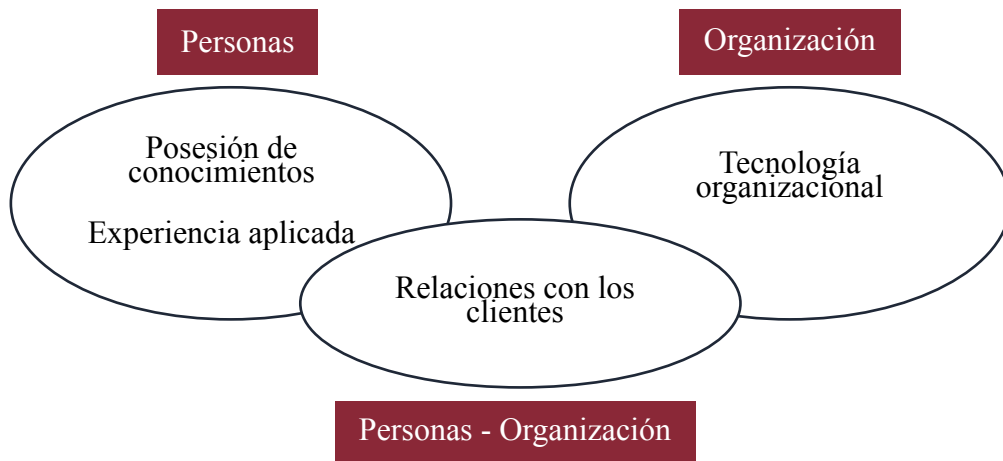 Personas
Organización
Posesión de
conocimientos
Experiencia aplicada
Tecnología
organizacional
Relaciones con los
clientes
Personas - Organización